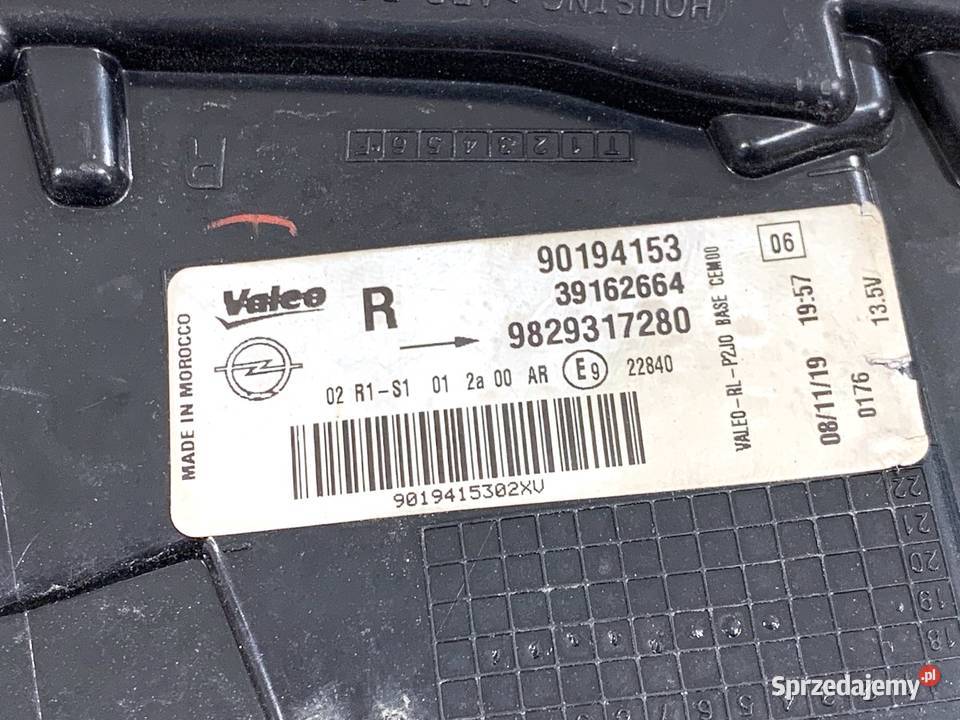 HOUSING
R
T 1 2 3 4 5 6 F
Valeo
R
90194153
39162664
9829317280
06
MADE IN MOROCCO
02 R1-S1 01 2a 00 AR E9 22840
9019415302XV
VALEO-RL-P2JO BASE CEM00
08/11/19 19:57
0176 13.5V
22
21
20
19
18
Sprzedajemy.pl